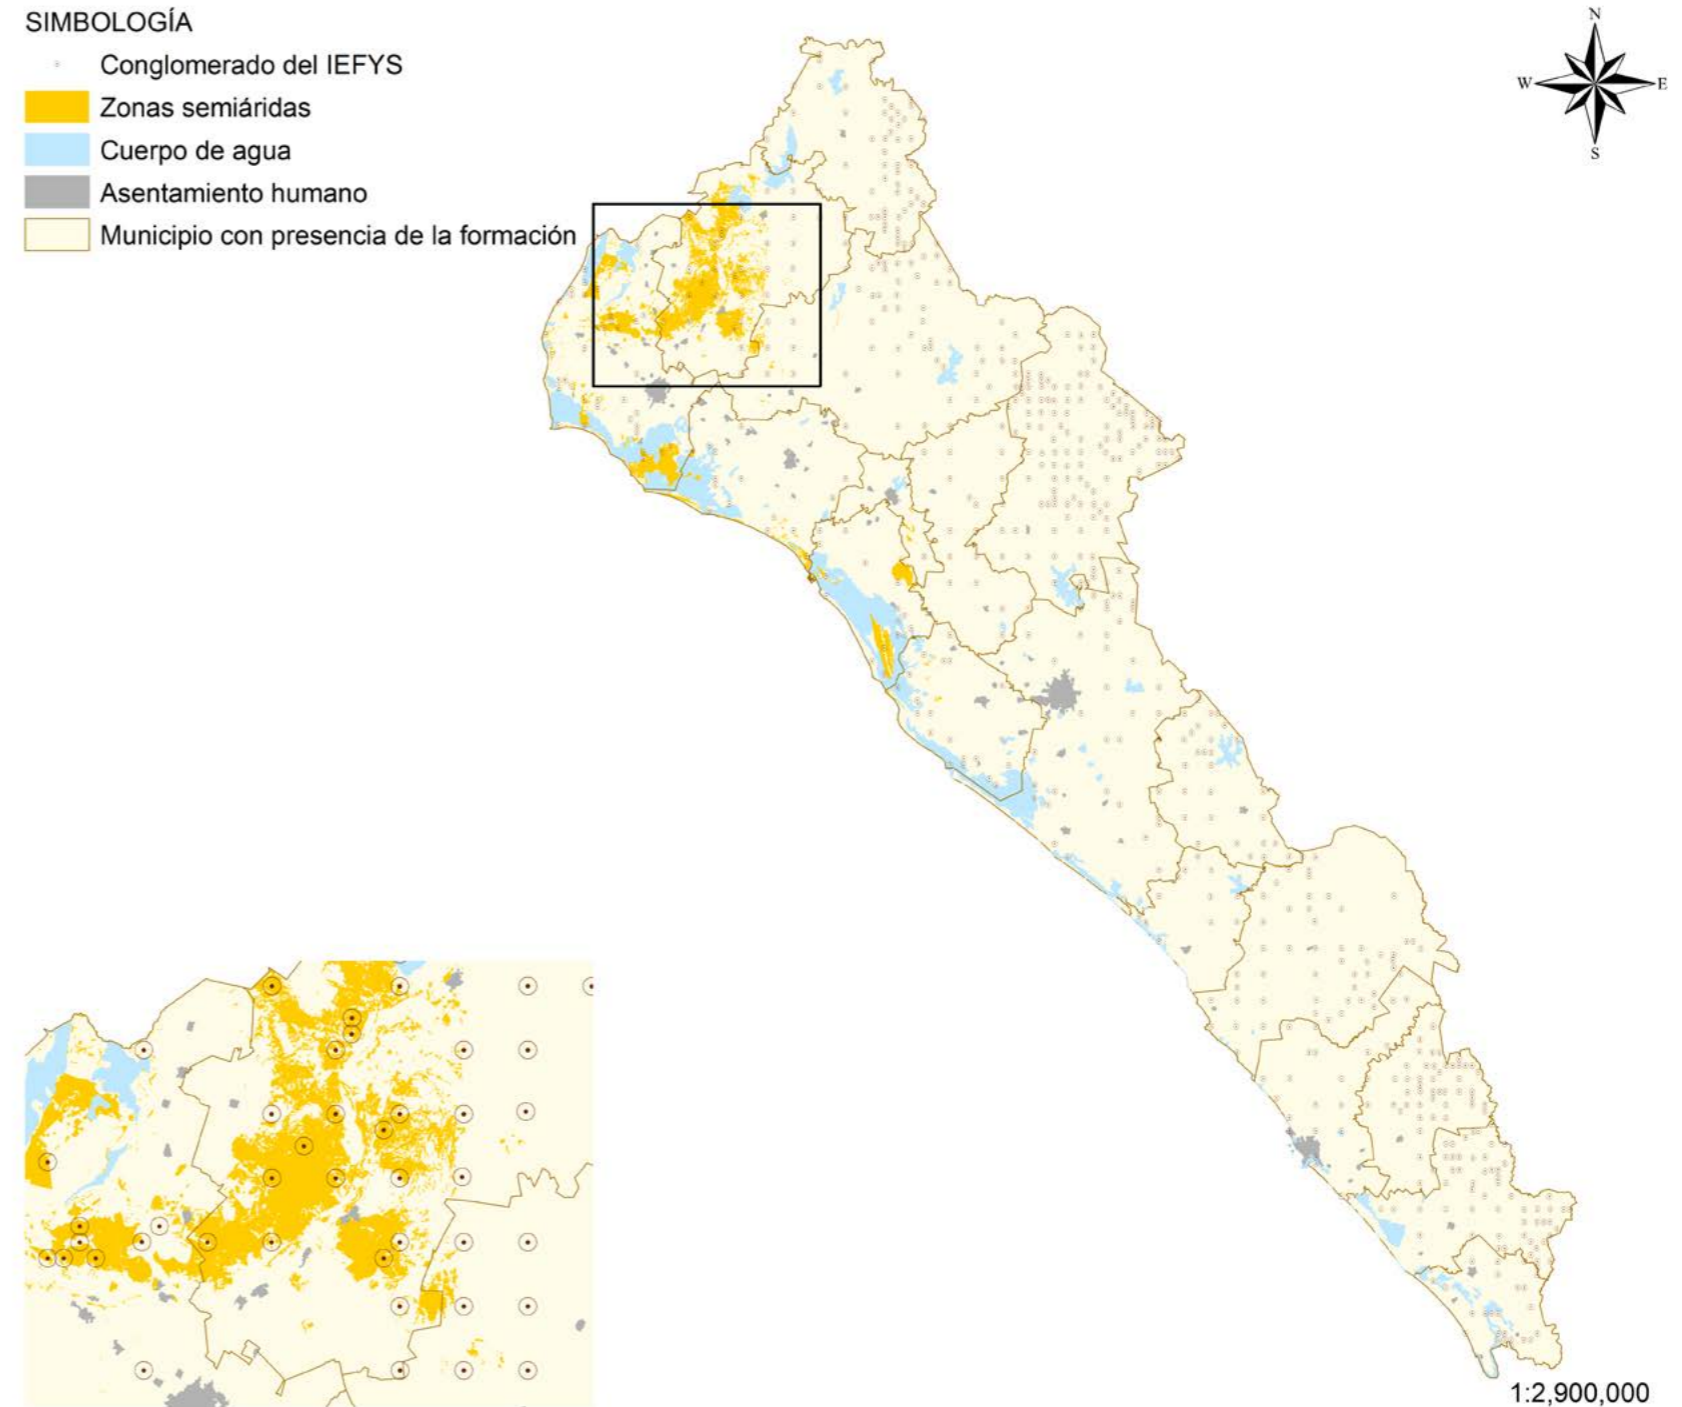 SIMBOLOGÍA
Conglomerado del IEFYS
Zonas semiáridas
Cuerpo de agua
Asentamiento humano
Municipio con presencia de la formación
N
W
E
S
1:2,900,000